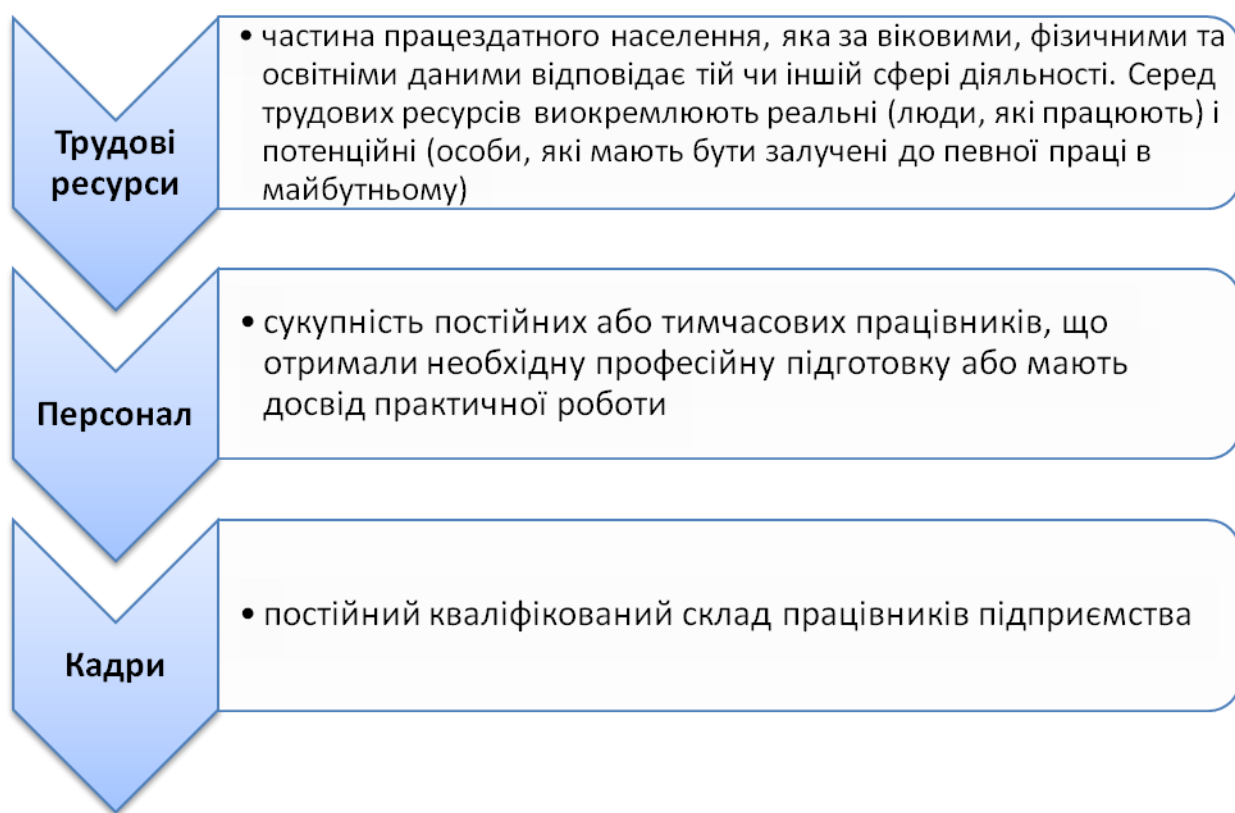 Трудові
ресурси
• частина працездатного населення, яка за віковими, фізичними та
освітніми даними відповідає тій чи іншій сфері діяльності. Серед
трудових ресурсів виокремлюють реальні (люди, які працюють) і
потенційні (особи, які мають бути залучені до певної праці в
майбутньому)
Персонал
• сукупність постійних або тимчасових працівників, що
отримали необхідну професійну підготовку або мають
досвід практичної роботи
Кадри
• постійний кваліфікований склад працівників підприємства